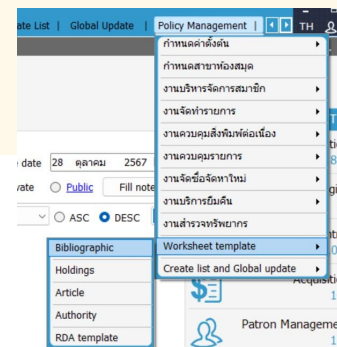 ate List | Global Update | Policy Management | TH
กำหนดค่าตั้งต้น
กำหนดสาขาห้องสมุด
งานบริหารจัดการสมาชิก
งานจัดทำรายการ
งานควบคุมสิ่งพิมพ์ต่อเนื่อง
งานควบคุมรายการ
งานจัดซื้อจัดหาใหม่
งานบริการยืมคืน
งานสำรวจทรัพยากร
Worksheet template
Create list and Global update
date 28 ตุลาคม 2567
vate Public Fill note
ASC DESC
Bibliographic
Holdings
Article
Authority
RDA template
Acquisiti
1
Patron Manageme
1